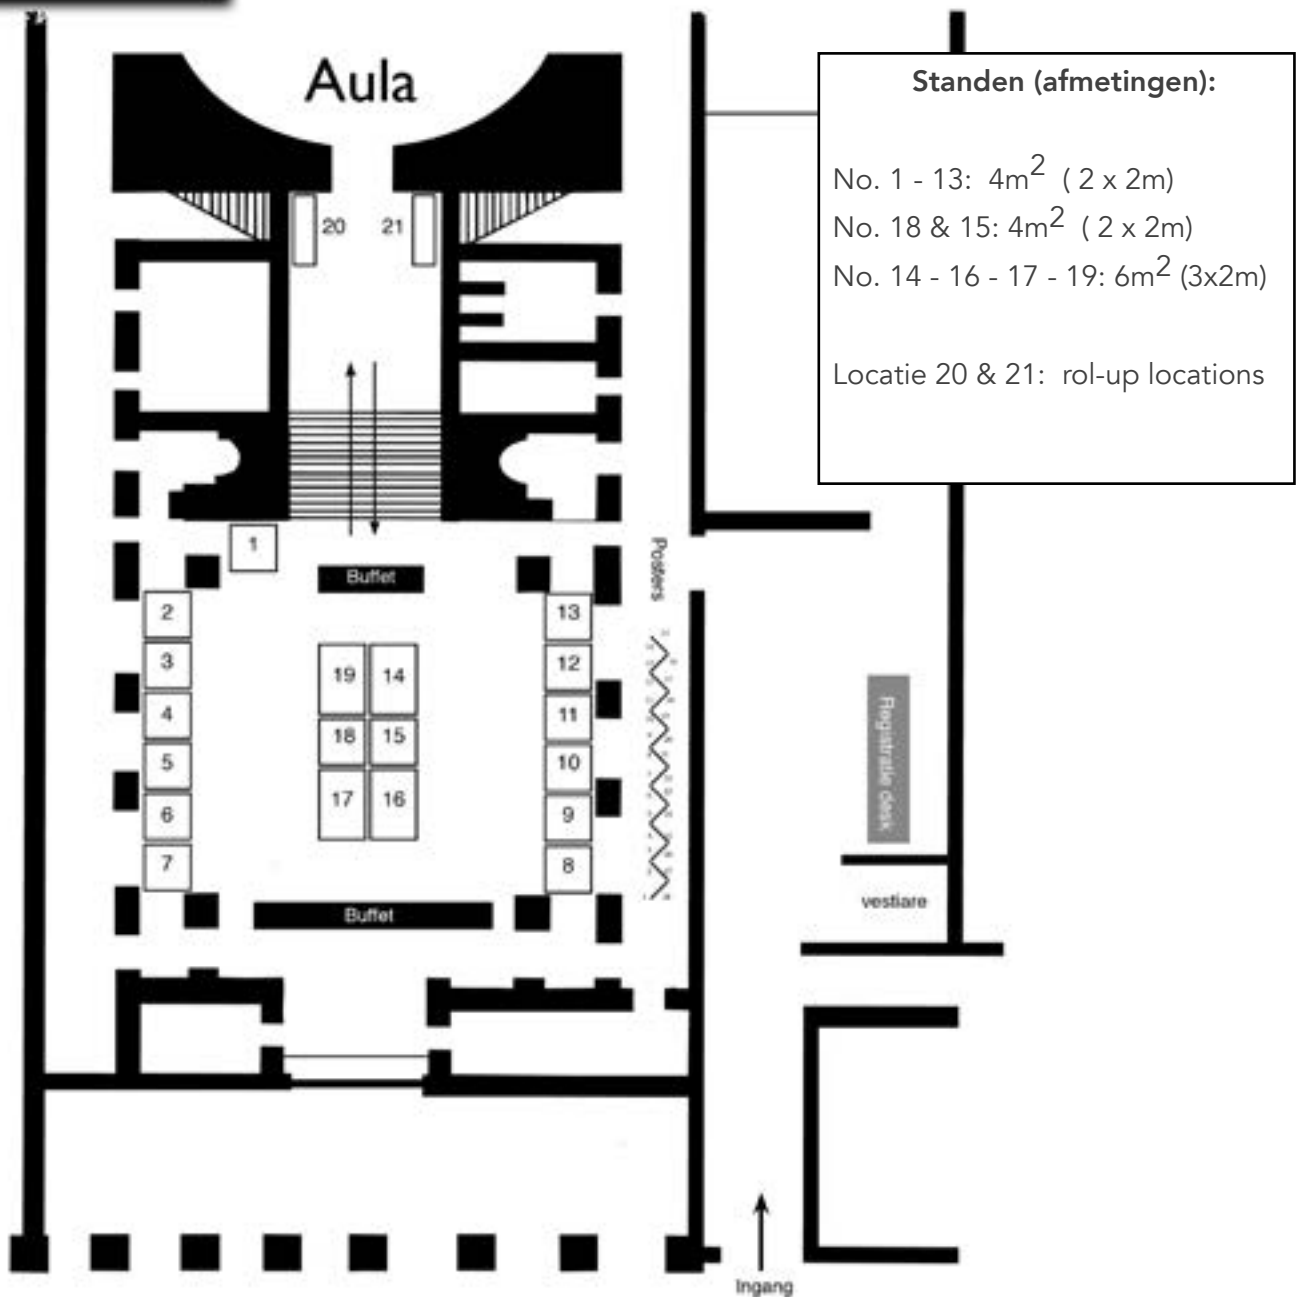 Aula
Standen (afmetingen):
No. 1 - 13: 4m² ( 2 x 2m)
No. 18 & 15: 4m² ( 2 x 2m)
No. 14 - 16 - 17 - 19: 6m² (3x2m)
Locatie 20 & 21: rol-up locations
20
21
1
Buffet
Posters
2
13
3
12
19
14
4
11
18
15
5
10
17
16
6
9
7
8
Registratie desk
vestiare
Buffet
Ingang